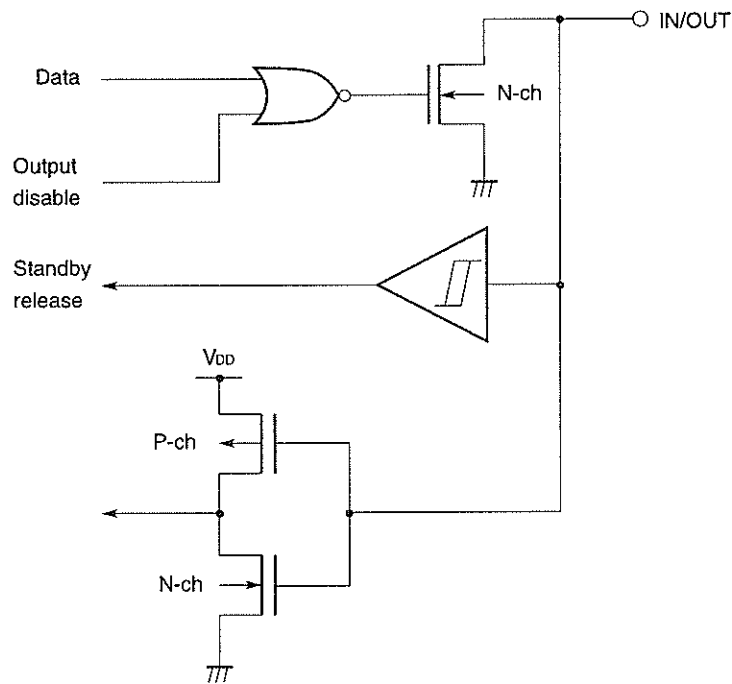 IN/OUT
Data
N-ch
Output
disable
Standby
release
VDD
P-ch
N-ch